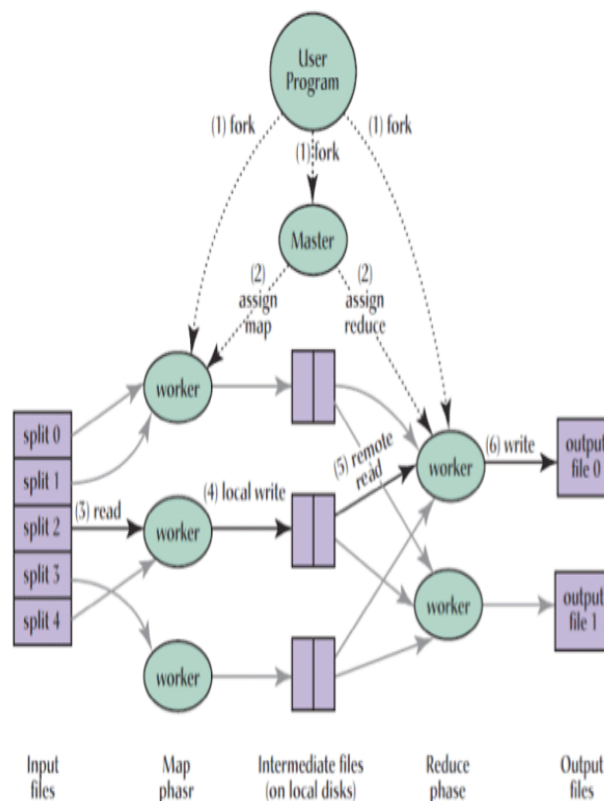 User
Program
(1) fork
(1) fork
(1) fork
Master
(2)
assign
map
(2)
assign
reduce
worker
split 0
split 1
split 2
split 3
split 4
(3) read
worker
(4) local write
worker
(5) remote
read
worker
(6) write
output
file 0
worker
output
file 1
Input
files
Map
phasr
Intermediate files
(on local disks)
Reduce
phase
Output
files